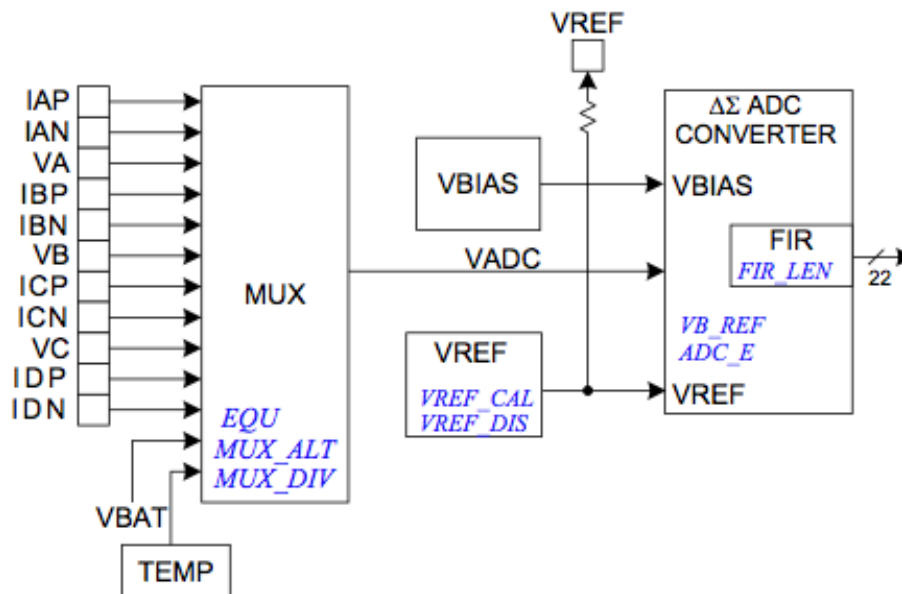 VREF
IAP
IAN
VA
IBP
IBN
VB
ICP
ICN
VC
IDP
IDN
VBAT
TEMP
MUX
EQU
MUX_ALT
MUX_DIV
VBIAS
VADC
VREF
VREF_CAL
VREF_DIS
ΔΣ ADC
CONVERTER
VBIAS
FIR
FIR_LEN
22
VB_REF
ADC_E
VREF